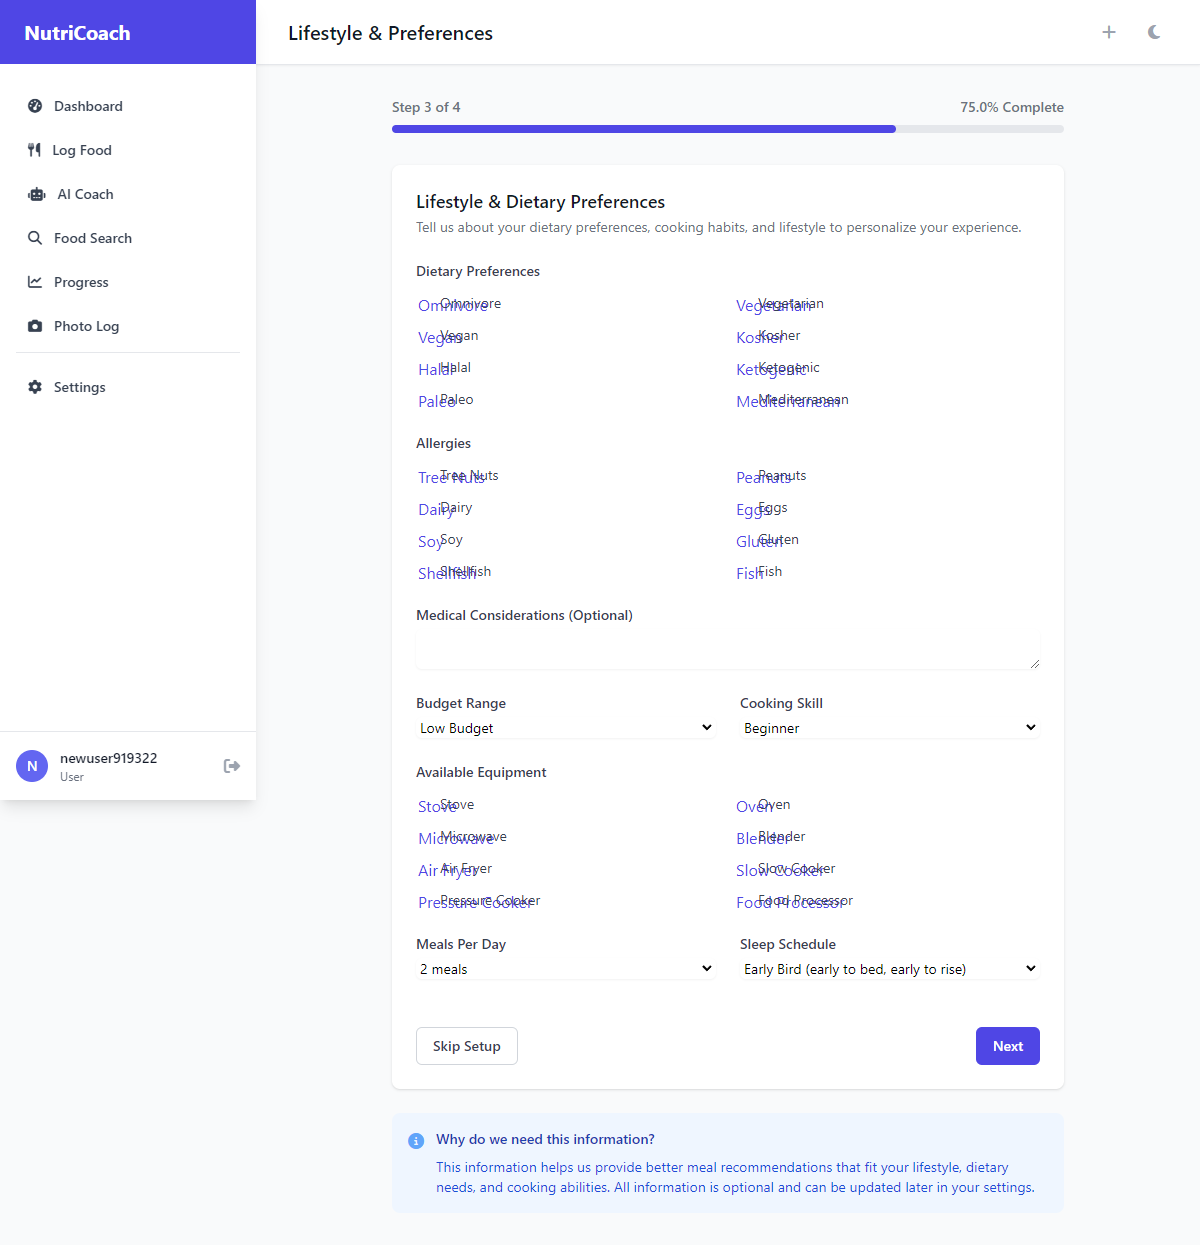 NutriCoach
Lifestyle & Preferences
Dashboard
Log Food
AI Coach
Food Search
Progress
Photo Log
Settings
N
newuser919322
User
Step 3 of 4
75.0% Complete
Lifestyle & Dietary Preferences
Tell us about your dietary preferences, cooking habits, and lifestyle to personalize your experience.
Dietary Preferences
Omnivore Omnivore Vegetarian Vegetarian
Vegan Vegan Kosher Kosher
Halal Halal Ketogenic Ketogenic
Paleo Paleo Mediterranean Mediterranean
Allergies
Tree Nuts Tree Nuts Peanuts Peanuts
Dairy Dairy Eggs Eggs
Soy Soy Gluten Gluten
Shellfish Shellfish Fish Fish
Medical Considerations (Optional)
Budget Range Cooking Skill
Low Budget Beginner
Available Equipment
Stove Stove Oven Oven
Microwave Microwave Blender Blender
Air Fryer Air Fryer Slow Cooker Slow Cooker
Pressure Cooker Pressure Cooker Food Processor Food Processor
Meals Per Day Sleep Schedule
2 meals Early Bird (early to bed, early to rise)
Skip Setup Next
Why do we need this information?
This information helps us provide better meal recommendations that fit your lifestyle, dietary
needs, and cooking abilities. All information is optional and can be updated later in your settings.